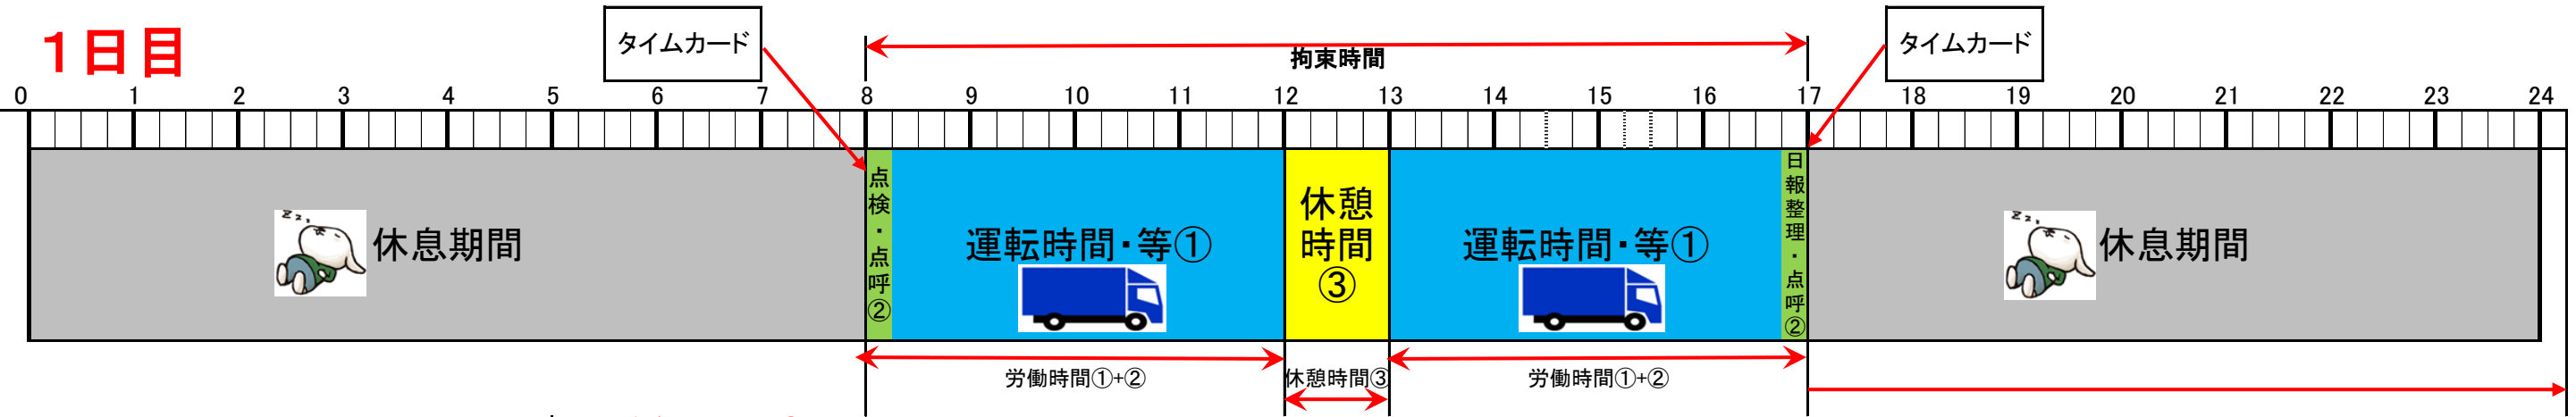 1日目
タイムカード
拘束時間
タイムカード
0 1 2 3 4 5 6 7 8 9 10 11 12 13 14 15 16 17 18 19 20 21 22 23 24
休息期間
点検・点呼②
運転時間・等①
休憩
時間
③
運転時間・等①
日報整理・点呼②
休息期間
労働時間①+②
休憩時間③
労働時間①+②